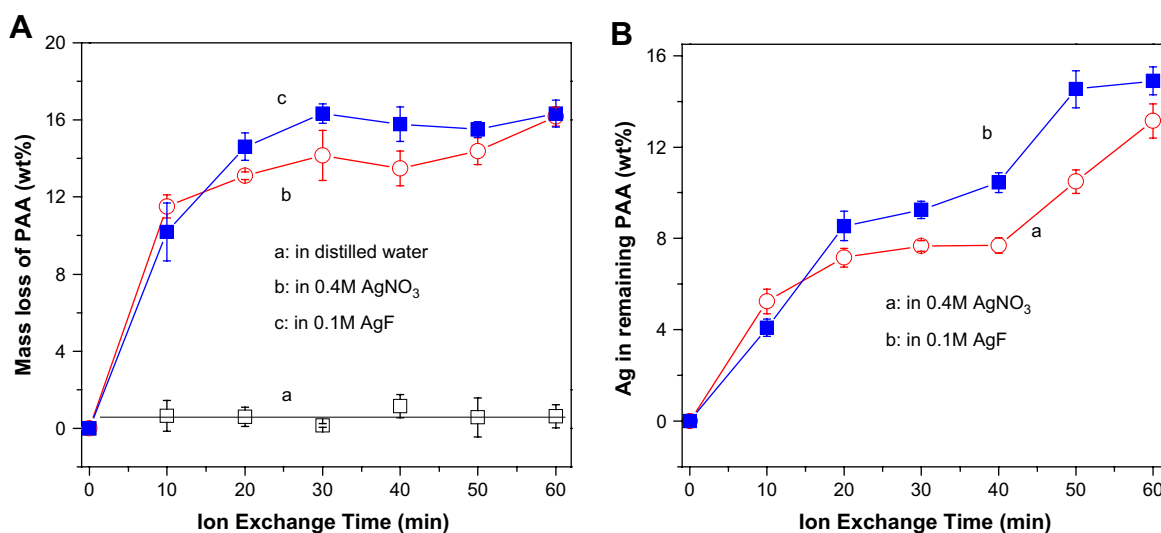 A
Mass loss of PAA (wt%)
20
16
12
8
4
0
c
b
a: in distilled water
b: in 0.4M AgNO₃
c: in 0.1M AgF
a
0 10 20 30 40 50 60
Ion Exchange Time (min)
B
Ag in remaining PAA (wt%)
16
12
8
4
0
b
a
a: in 0.4M AgNO₃
b: in 0.1M AgF
0 10 20 30 40 50 60
Ion Exchange Time (min)